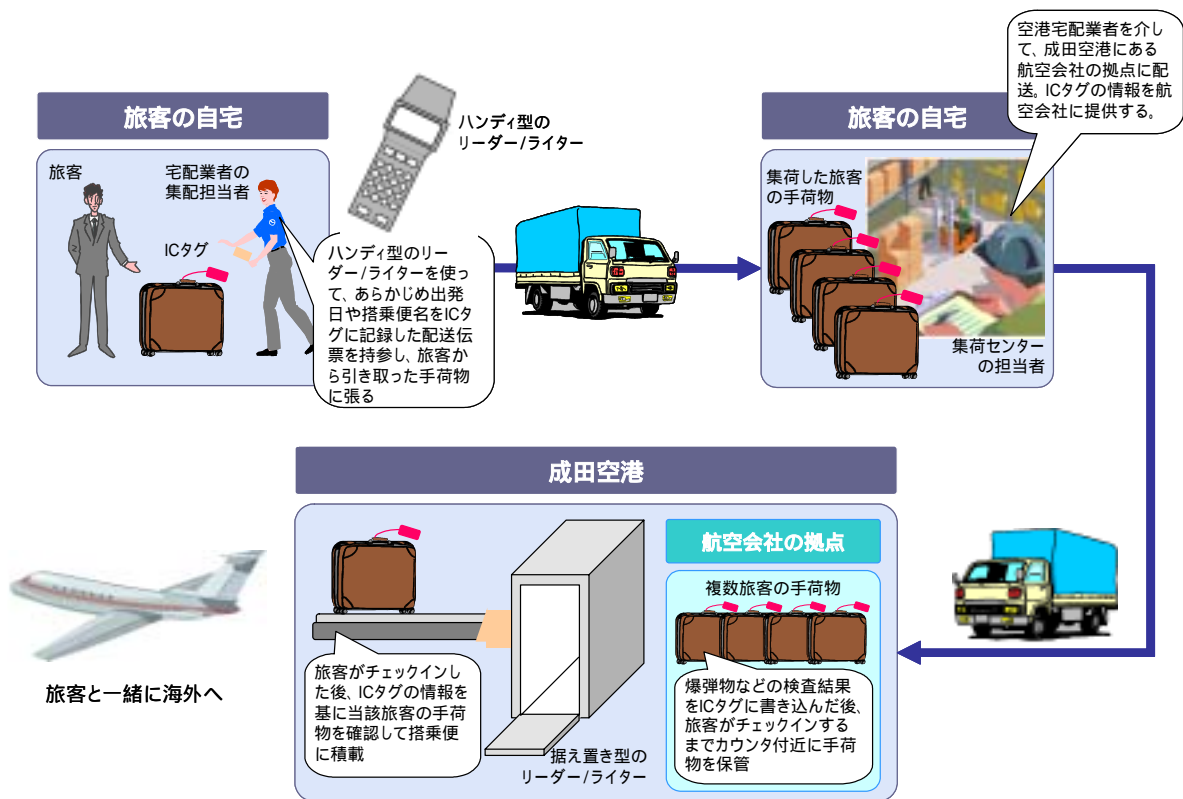 旅客の自宅
旅客
宅配業者の
集配担当者
ICタグ
ハンディ型の
リーダー/ライター
ハンディ型のリー
ダー/ライターを使っ
て、あらかじめ出発
日や搭乗便名をICタ
グに記録した配送伝
票を持参し、旅客か
ら引き取った手荷物
に張る
旅客の自宅
空港宅配業者を介し
て、成田空港にある
航空会社の拠点に配
送。ICタグの情報を航
空会社に提供する。
集荷した旅客
の手荷物
集荷センター
の担当者
成田空港
航空会社の拠点
複数旅客の手荷物
爆弾物などの検査結果
をICタグに書き込んだ後、
旅客がチェックインする
までカウンタ付近に手荷
物を保管
旅客がチェックイン
した後、ICタグの情報を
基に当該旅客の手荷
物を確認して搭乗便
に積載
据え置き型の
リーダー/ライター
旅客と一緒に海外へ